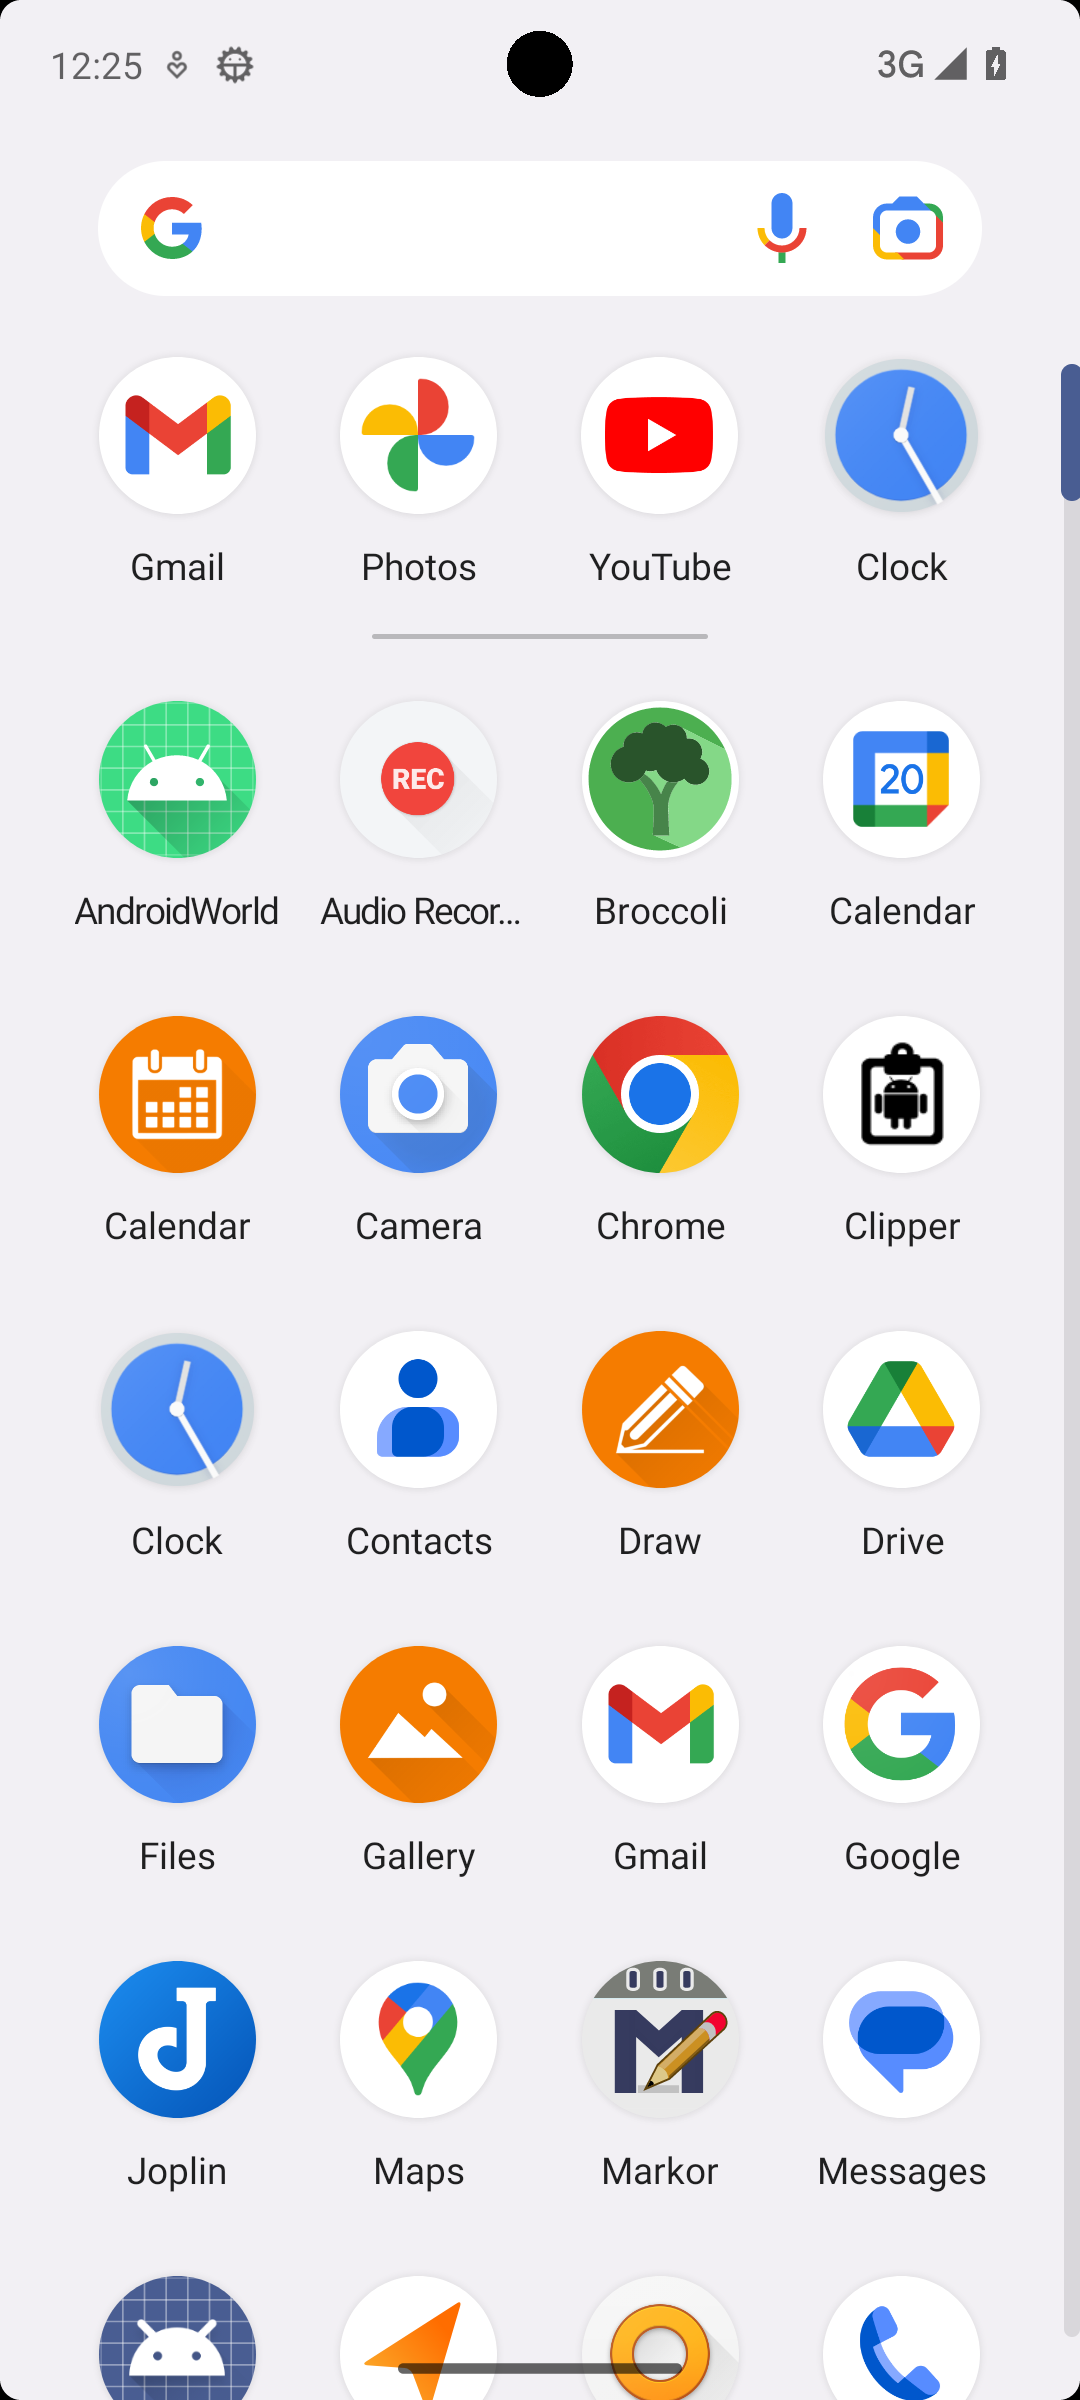 12:25
3G
Gmail
Photos
YouTube
Clock
AndroidWorld
REC
Audio Recor...
Broccoli
20
Calendar
Calendar
Camera
Chrome
Clipper
Clock
Contacts
Draw
Drive
Files
Gallery
Gmail
Google
Joplin
Maps
Markor
Messages